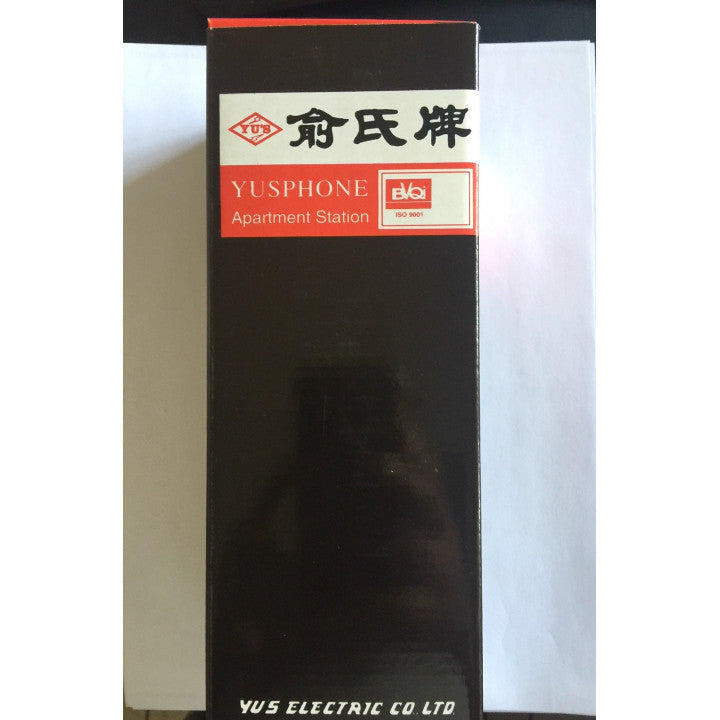 YU'S 俞氏牌
YUSPHONE
Apartment Station
BVQi
ISO 9001
YUS ELECTRIC CO. LTD.